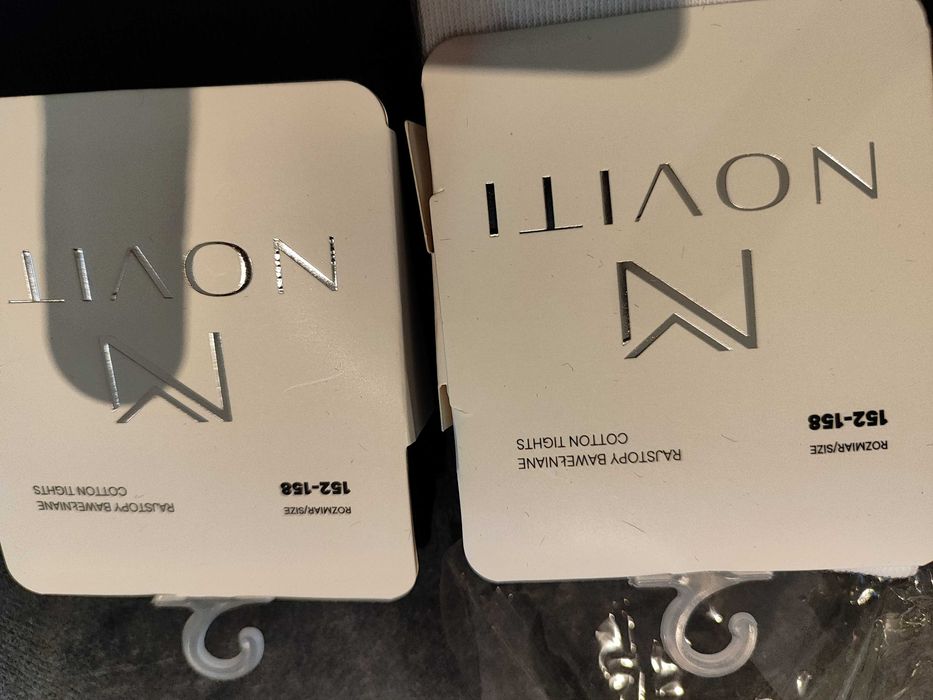 ROZMIAR/SIZE
152-158
RAJSTOPY BAWEŁNIANE
COTTON TIGHTS
NOVITI
ROZMIAR/SIZE
152-158
RAJSTOPY BAWEŁNIANE
COTTON TIGHTS
NOVITI